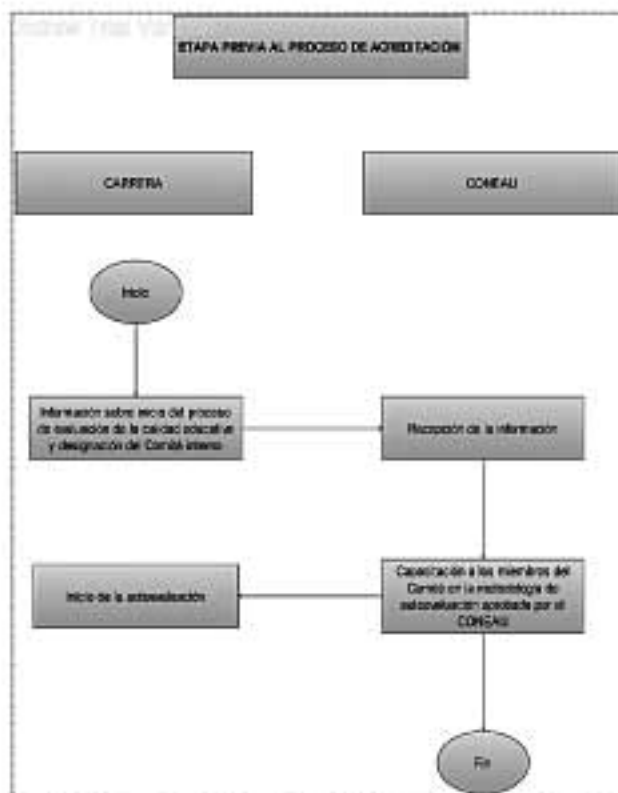 ETAPA PREVIA AL PROCESO DE ACREDITACIÓN
CARRERA
CONEAU
Inicio
Información sobre inicio del proceso
de evaluación de la calidad educativa
y designación del Comité interno
Recepción de la información
Inicio de la autoevaluación
Capacitación a los miembros del
Comité en la metodología de
autoevaluación aprobada por el
CONEAU
Fin